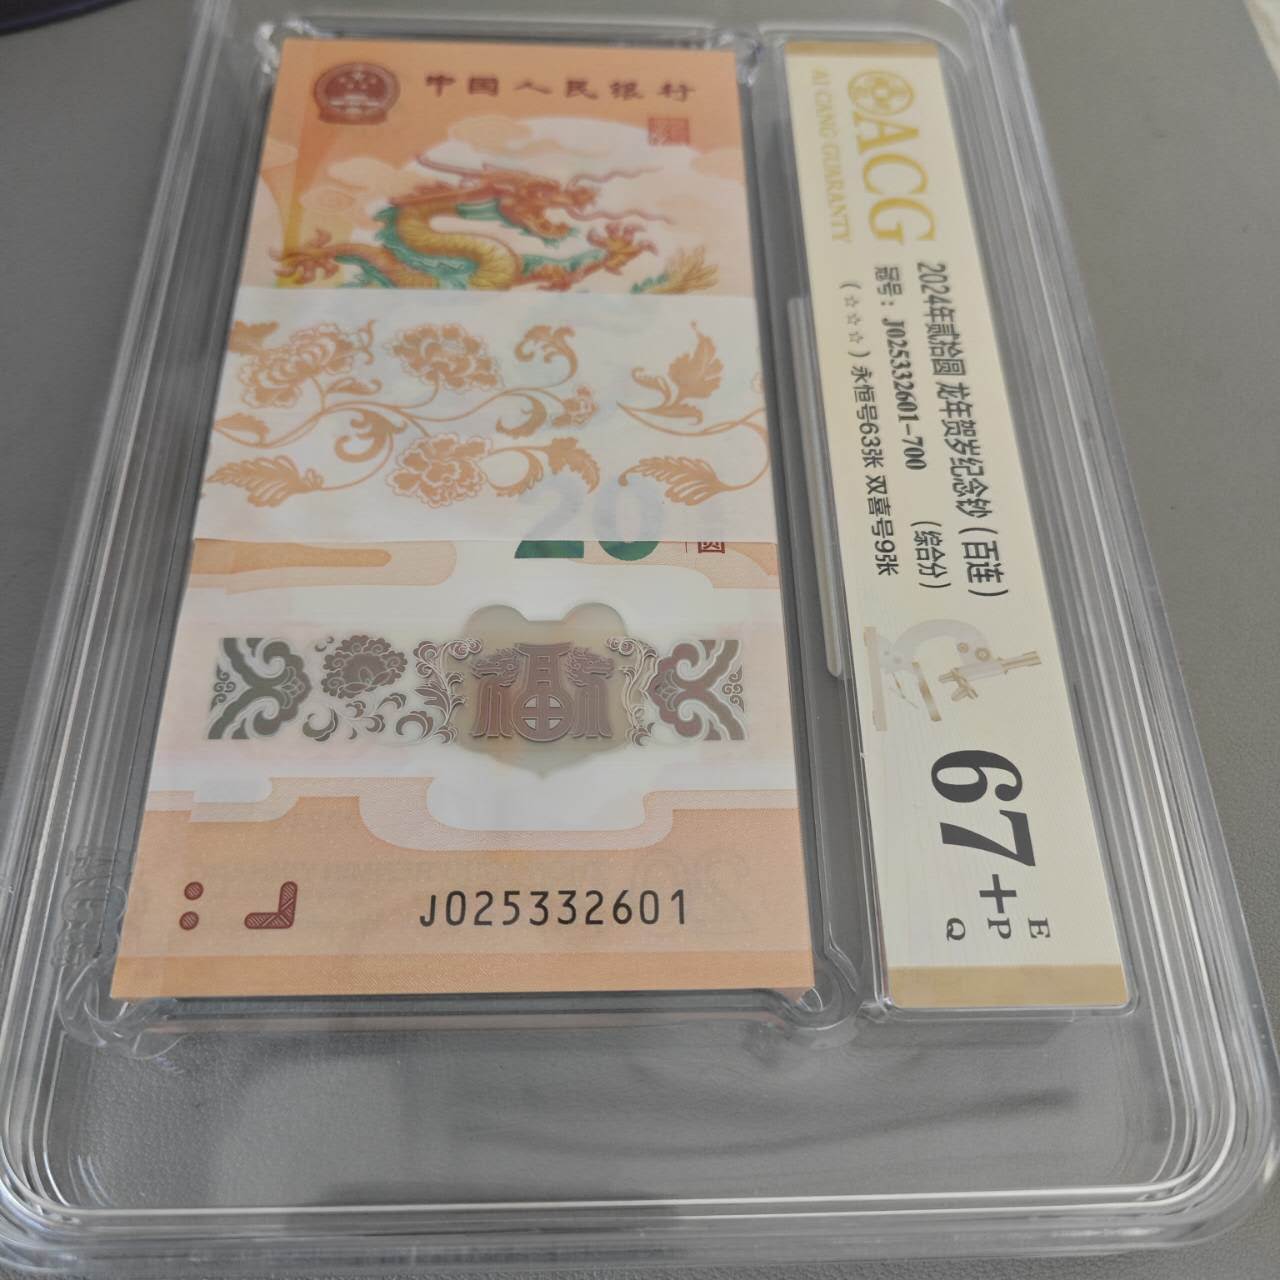 中国人民银行
20
圆
福
J025332601
ACG
AI CANG GUARANTY
2024年贰拾圆 龙年贺岁纪念钞（百连）
冠号：J025332601-700 （综合分）
（☆☆☆）永恒号63张 双喜号9张
67+
E
P
Q